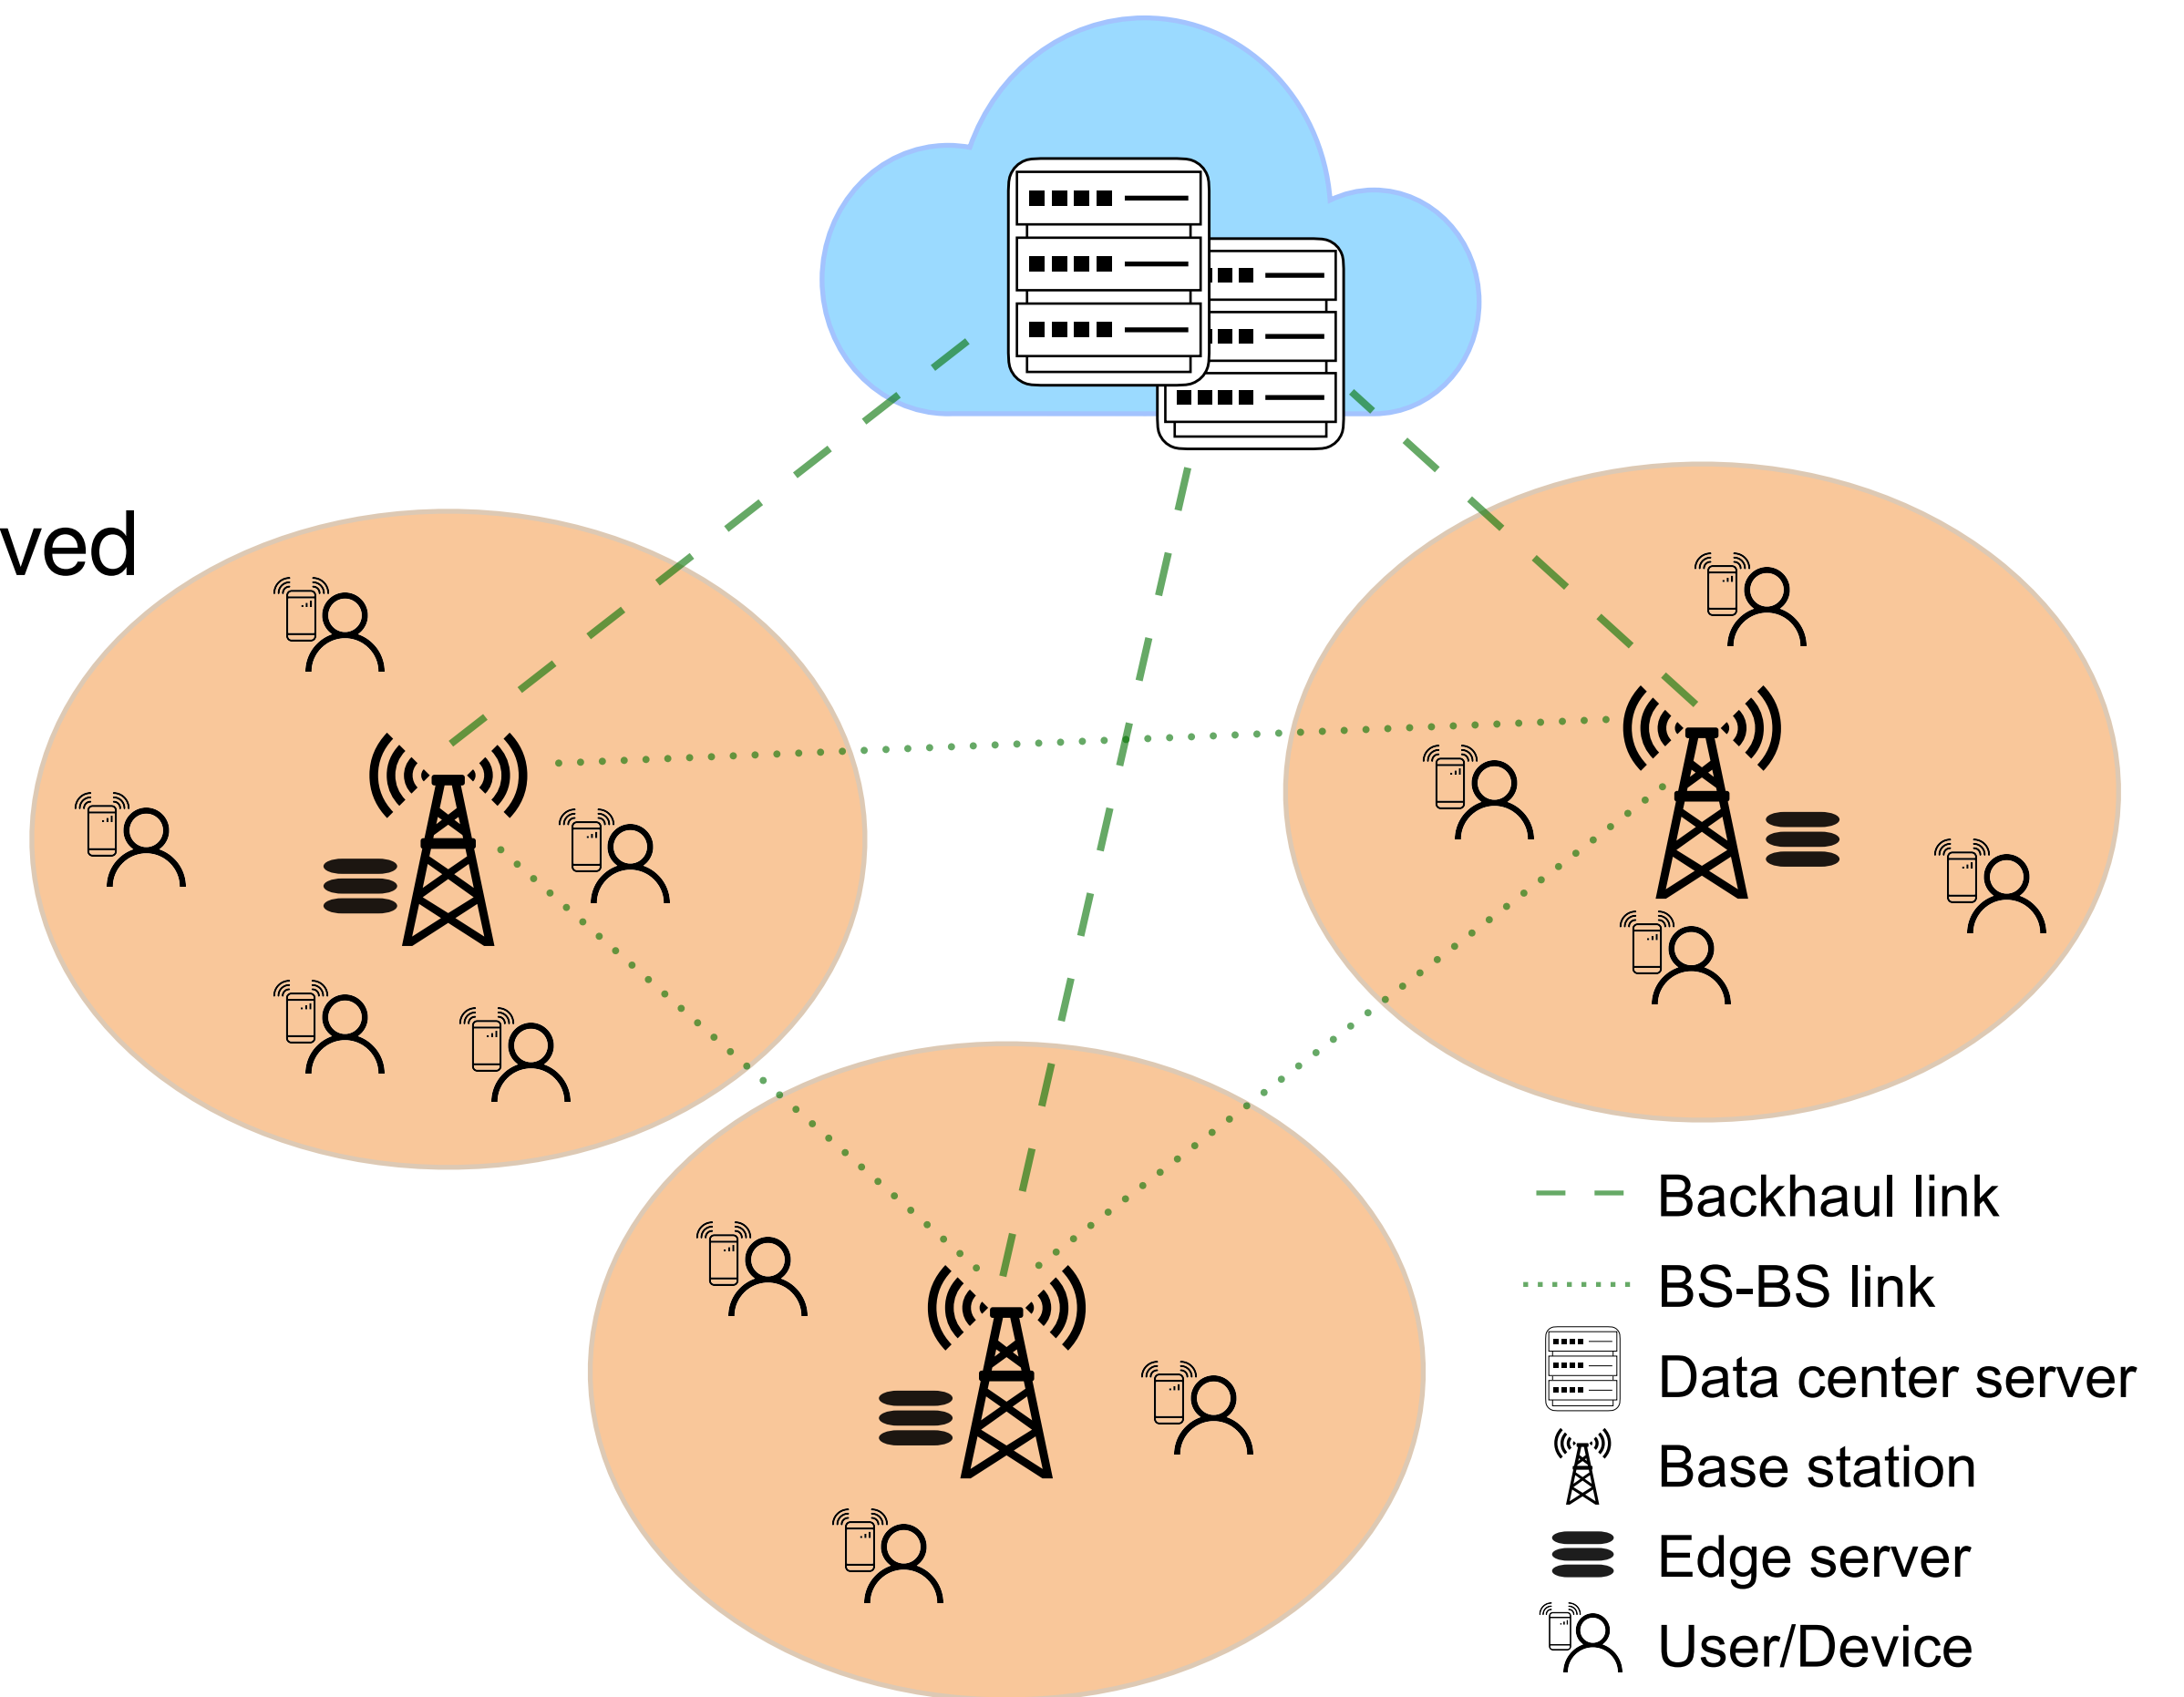 ved
Backhaul link
BS-BS link
Data center server
Base station
Edge server
User/Device